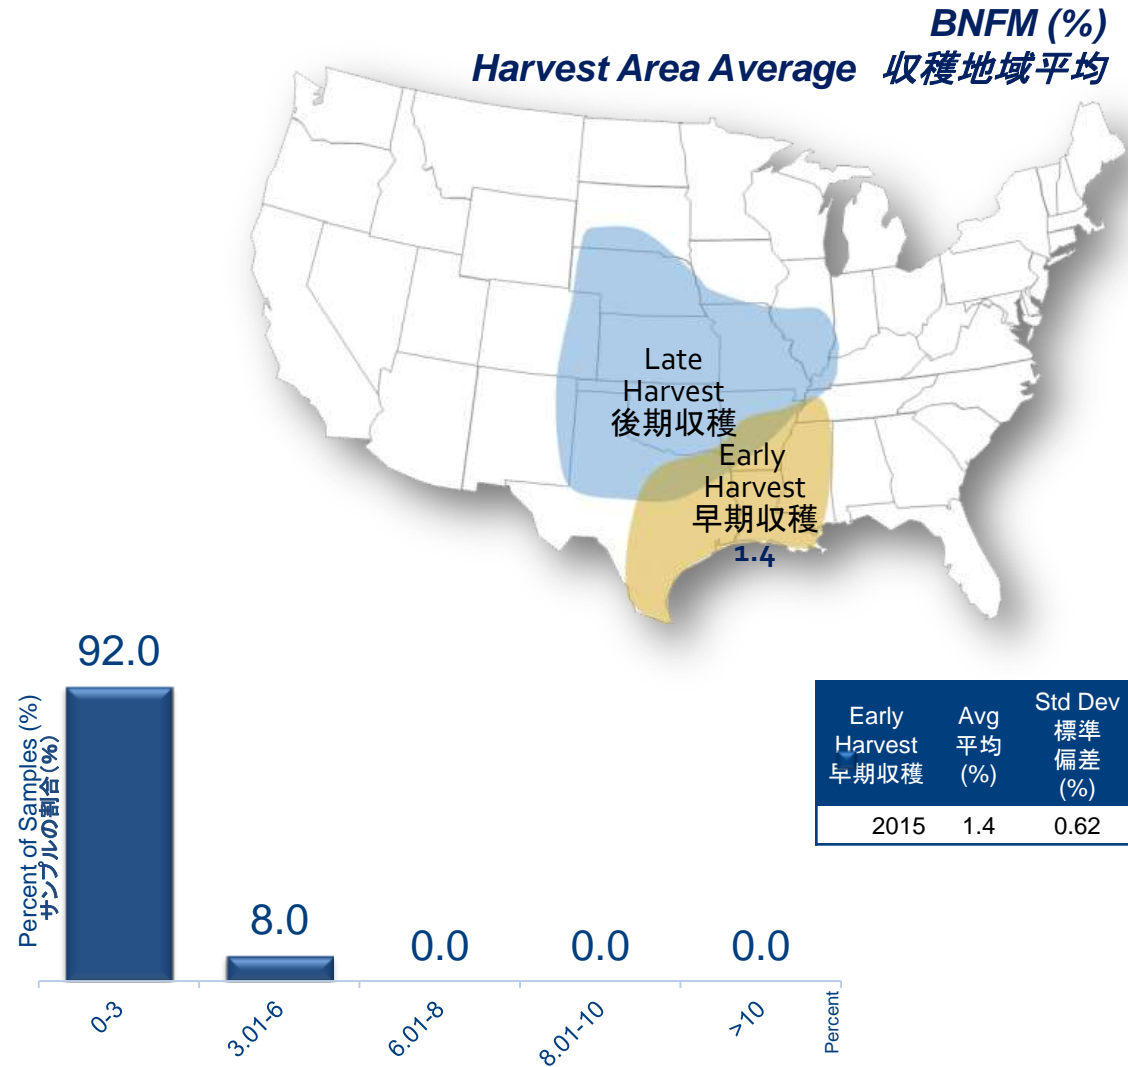 BNFM (%)
Harvest Area Average 収穫地域平均
Late
Harvest
後期収穫
Early
Harvest
早期収穫
1.4
92.0
8.0
0.0
0.0
0.0
Percent of Samples (%)
サンプルの割合(%)
0-3
3.01-6
6.01-8
8.01-10
>10
Percent
Early
Harvest
早期収穫
Avg
平均
(%)
Std Dev
標準
偏差
(%)
2015 1.4 0.62